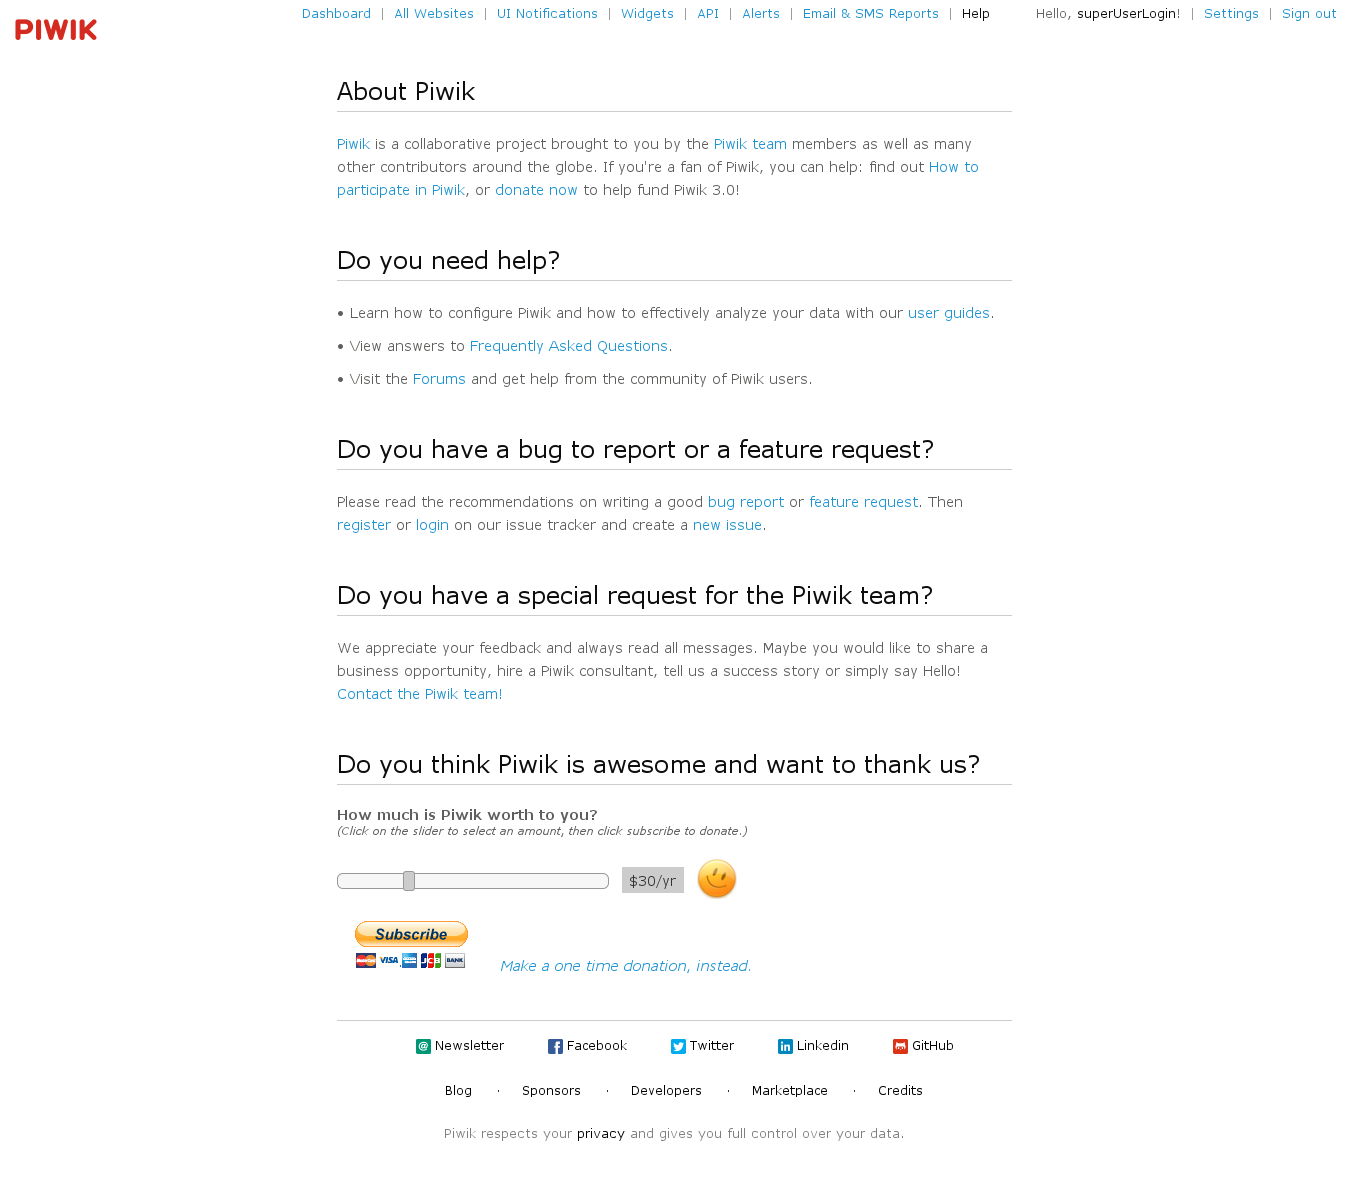 PIWIK
Dashboard | All Websites | UI Notifications | Widgets | API | Alerts | Email & SMS Reports | Help
Hello, superUserLogin! | Settings | Sign out
About Piwik
Piwik is a collaborative project brought to you by the Piwik team members as well as many
other contributors around the globe. If you're a fan of Piwik, you can help: find out How to
participate in Piwik, or donate now to help fund Piwik 3.0!
Do you need help?
• Learn how to configure Piwik and how to effectively analyze your data with our user guides.
• View answers to Frequently Asked Questions.
• Visit the Forums and get help from the community of Piwik users.
Do you have a bug to report or a feature request?
Please read the recommendations on writing a good bug report or feature request. Then
register or login on our issue tracker and create a new issue.
Do you have a special request for the Piwik team?
We appreciate your feedback and always read all messages. Maybe you would like to share a
business opportunity, hire a Piwik consultant, tell us a success story or simply say Hello!
Contact the Piwik team!
Do you think Piwik is awesome and want to thank us?
How much is Piwik worth to you?
(Click on the slider to select an amount, then click subscribe to donate.)
$30/yr
Subscribe
MasterCard VISA JCB BANK
Make a one time donation, instead.
@ Newsletter f Facebook Twitter in Linkedin GitHub
Blog · Sponsors · Developers · Marketplace · Credits
Piwik respects your privacy and gives you full control over your data.